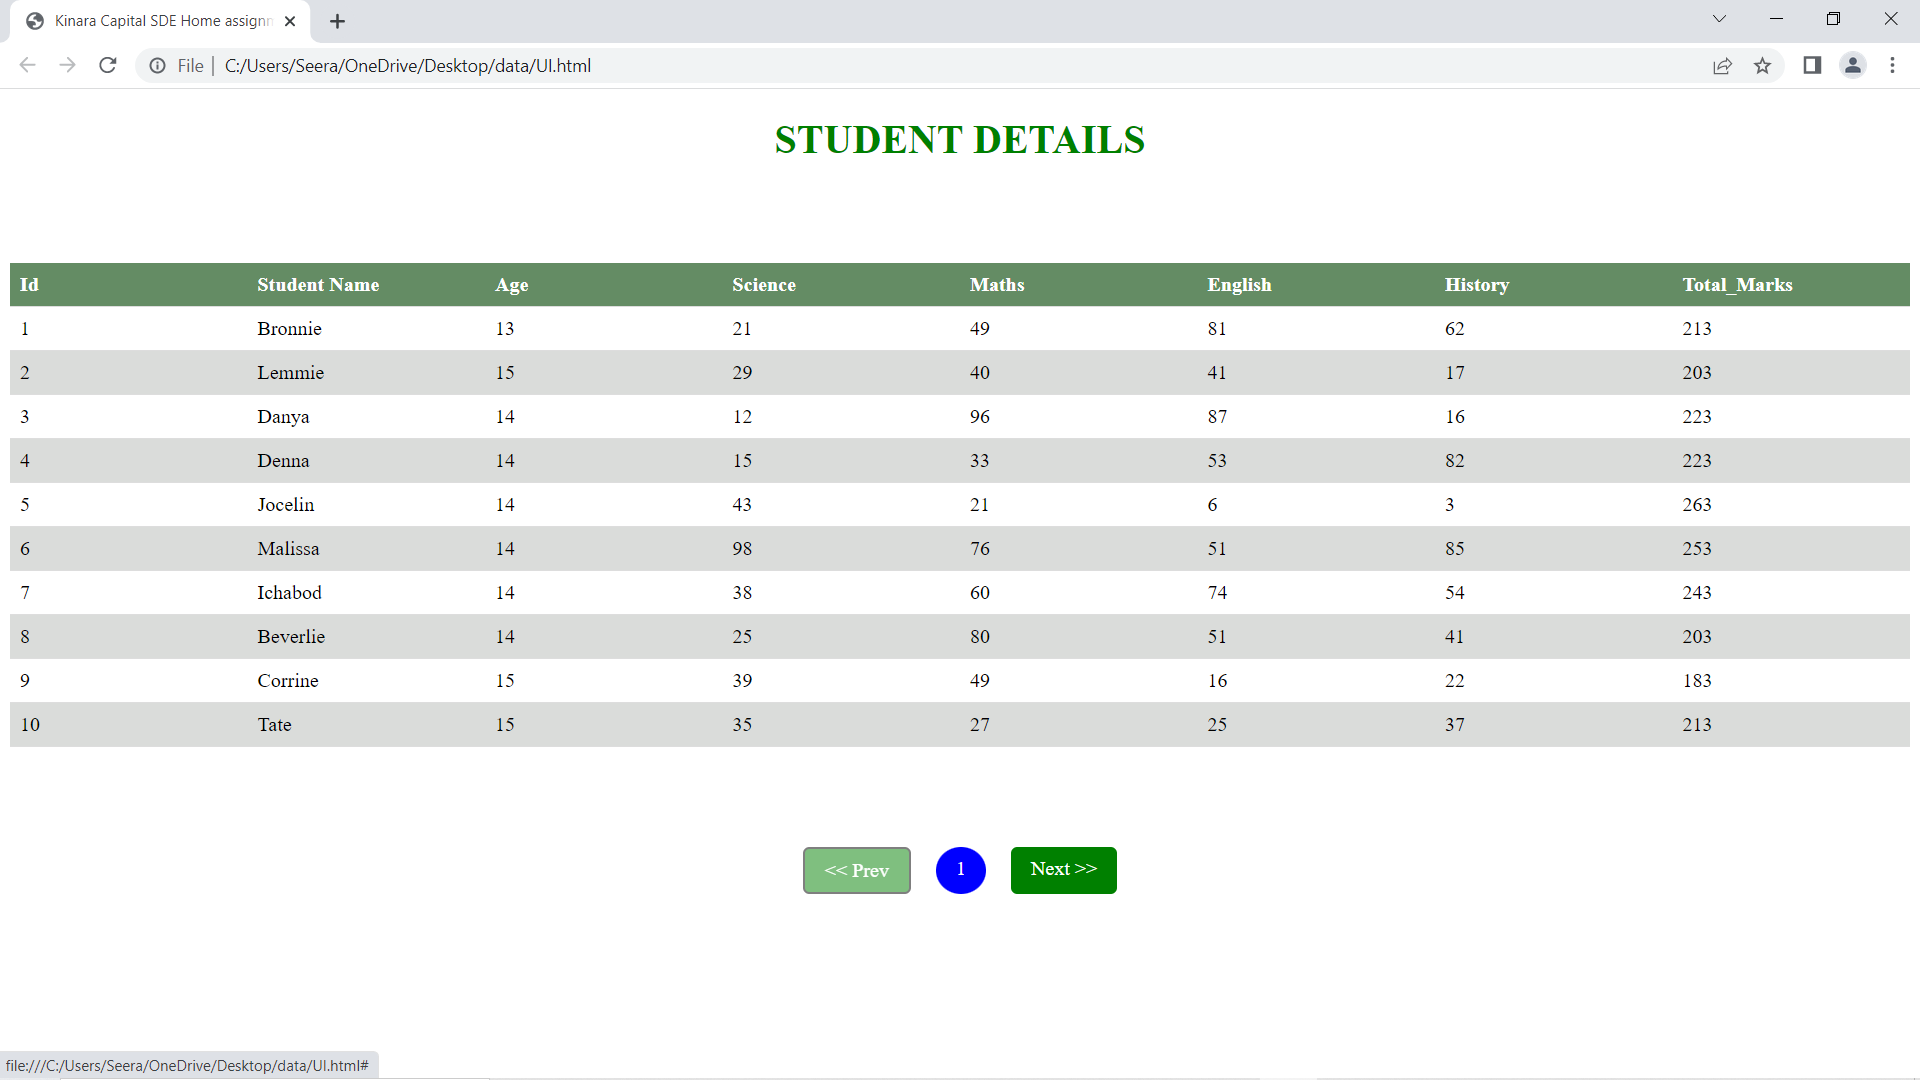 Kinara Capital SDE Home assignn
File | C:/Users/Seera/OneDrive/Desktop/data/UI.html
STUDENT DETAILS
Id Student Name Age Science Maths English History Total_Marks
1 Bronnie 13 21 49 81 62 213
2 Lemmie 15 29 40 41 17 203
3 Danya 14 12 96 87 16 223
4 Denna 14 15 33 53 82 223
5 Jocelin 14 43 21 6 3 263
6 Malissa 14 98 76 51 85 253
7 Ichabod 14 38 60 74 54 243
8 Beverlie 14 25 80 51 41 203
9 Corrine 15 39 49 16 22 183
10 Tate 15 35 27 25 37 213
<< Prev 1 Next >>
file:///C:/Users/Seera/OneDrive/Desktop/data/UI.html#